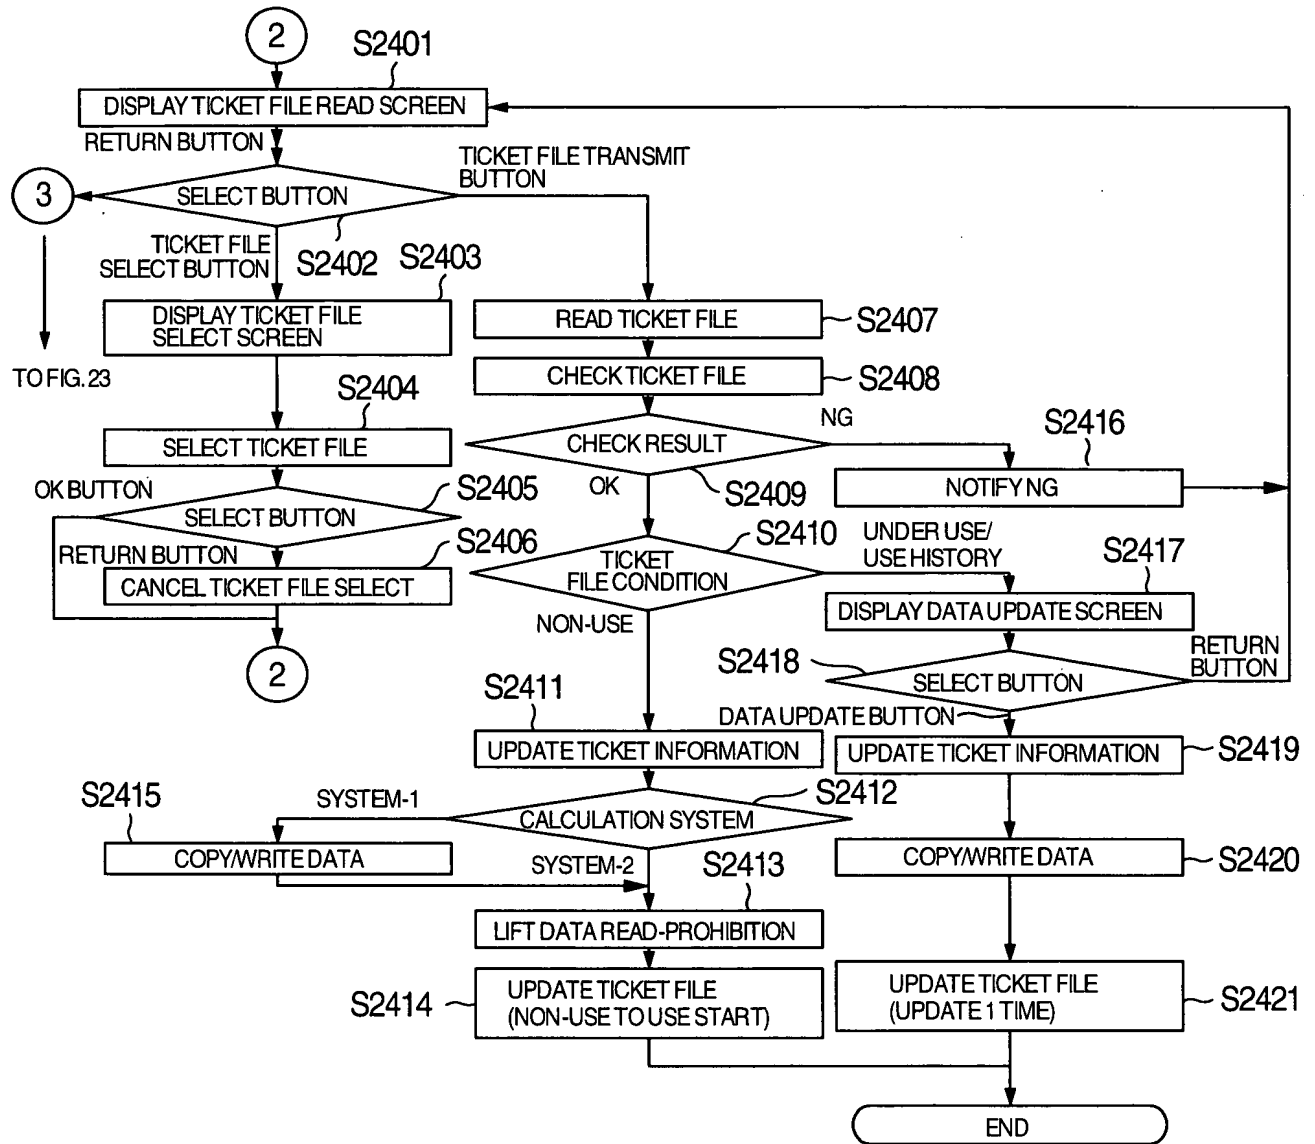 2
S2401
DISPLAY TICKET FILE READ SCREEN
RETURN BUTTON
TICKET FILE TRANSMIT
BUTTON
3
SELECT BUTTON
S2402
TICKET FILE
SELECT BUTTON
S2403
DISPLAY TICKET FILE
SELECT SCREEN
READ TICKET FILE
S2407
TO FIG. 23
CHECK TICKET FILE
S2408
S2404
SELECT TICKET FILE
CHECK RESULT
NG
S2409
OK
S2416
NOTIFY NG
OK BUTTON
SELECT BUTTON
S2405
RETURN BUTTON
S2406
CANCEL TICKET FILE SELECT
2
S2410
TICKET
FILE CONDITION
UNDER USE/
USE HISTORY
S2417
NON-USE
DISPLAY DATA UPDATE SCREEN
S2418
SELECT BUTTON
RETURN
BUTTON
S2411
DATA UPDATE BUTTON
UPDATE TICKET INFORMATION
UPDATE TICKET INFORMATION
S2419
S2415
SYSTEM-1
S2412
CALCULATION SYSTEM
COPY/WRITE DATA
SYSTEM-2
COPY/WRITE DATA
S2420
S2413
LIFT DATA READ-PROHIBITION
S2414
UPDATE TICKET FILE
(NON-USE TO USE START)
UPDATE TICKET FILE
(UPDATE 1 TIME)
S2421
END